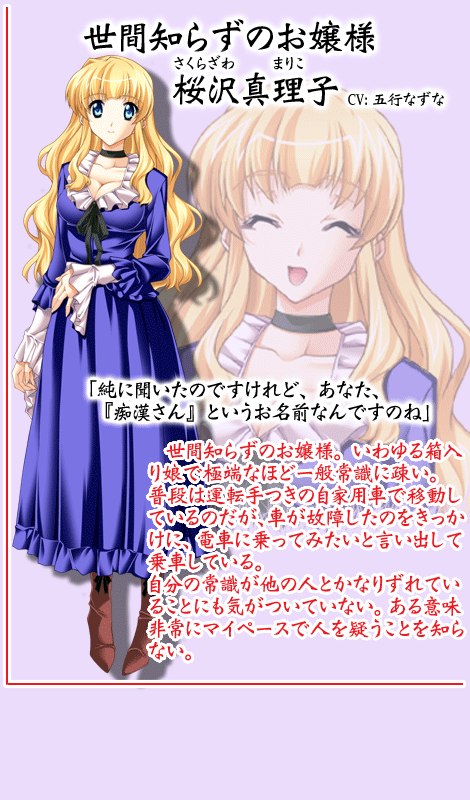 世間知らずのお嬢様
さくらざわ まりこ
桜沢真理子 CV: 五行なずな
「純に聞いたのですけれど、あなた、
『痴漢さん』というお名前なんですのね」
世間知らずのお嬢様。いわゆる箱入
り娘で極端なほど一般常識に疎い。
普段は運転手つきの自家用車で移動し
ているのだが、車が故障したのをきっか
けに、電車に乗ってみたいと言い出して
乗車している。
自分の常識が他の人とかなりずれてい
ることにも気がついていない。ある意味
非常にマイペースで人を疑うことを知ら
ない。